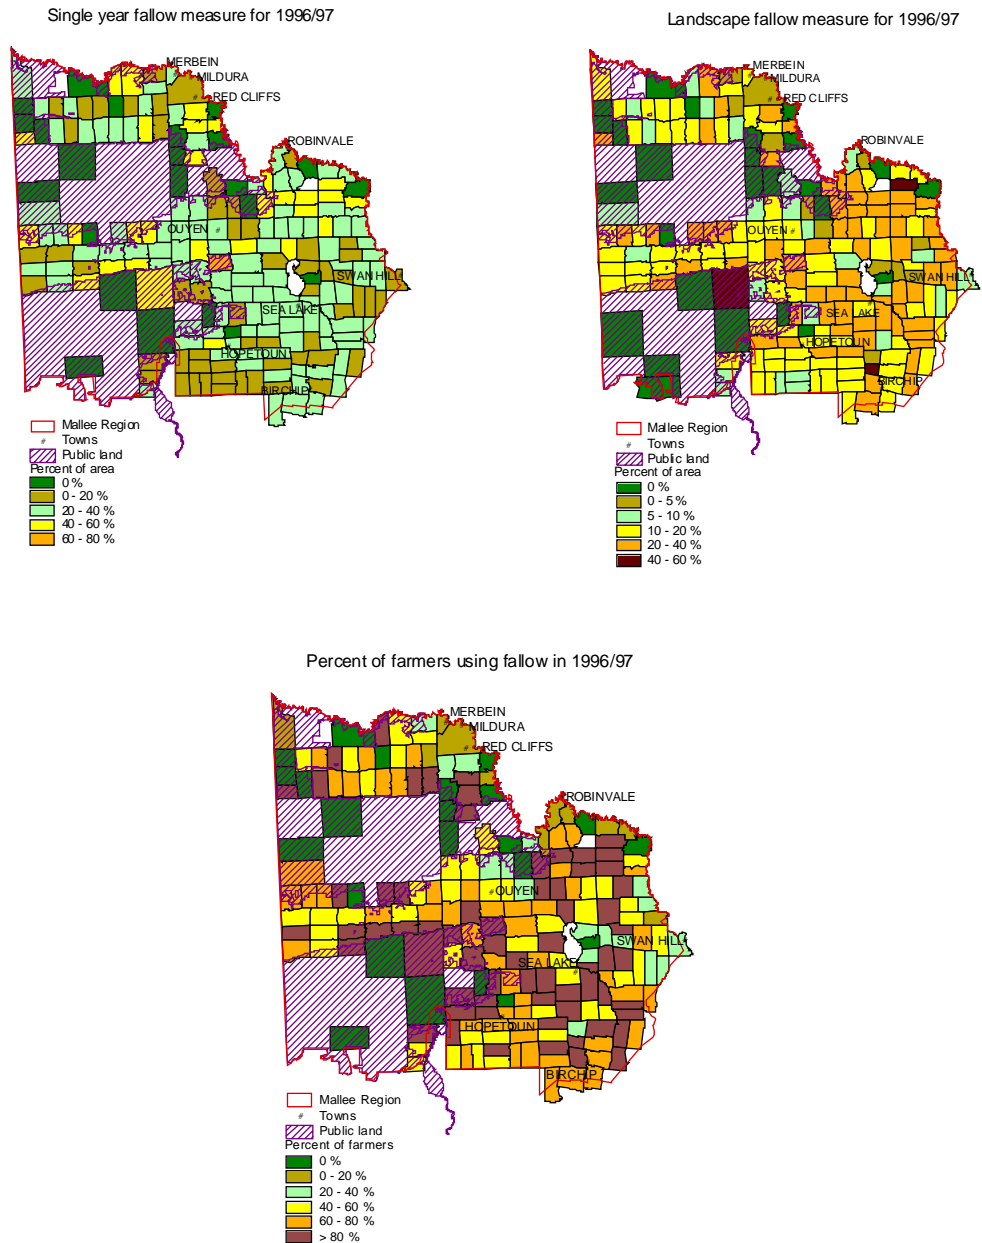 Single year fallow measure for 1996/97
MERBEIN
MILDURA
# RED CLIFFS
ROBINVALE
OUYEN #
SWAN HILL
SEA LAKE
HOPETOUN
BIRCHIP
Mallee Region
# Towns
Public land
Percent of area
0 %
0 - 20 %
20 - 40 %
40 - 60 %
60 - 80 %
Landscape fallow measure for 1996/97
MERBEIN
MILDURA
# RED CLIFFS
ROBINVALE
OUYEN #
SWAN HILL
SEA LAKE
HOPETOUN
BIRCHIP
Mallee Region
# Towns
Public land
Percent of area
0 %
0 - 5 %
5 - 10 %
10 - 20 %
20 - 40 %
40 - 60 %
Percent of farmers using fallow in 1996/97
MERBEIN
MILDURA
# RED CLIFFS
ROBINVALE
# OUYEN
SWAN HILL
SEA LAKE
#
HOPETOUN
BIRCHIP
Mallee Region
# Towns
Public land
Percent of farmers
0 %
0 - 20 %
20 - 40 %
40 - 60 %
60 - 80 %
> 80 %